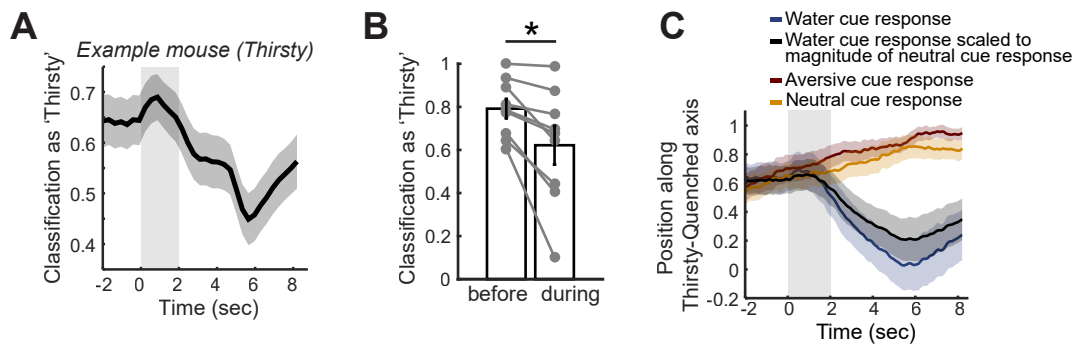 A
Example mouse (Thirsty)
Classification as ‘Thirsty’
0.7
0.6
0.5
0.4
-2 0 2 4 6 8
Time (sec)
B
*
Classification as ‘Thirsty’
1
0.8
0.6
0.4
0.2
0
before during
C
Water cue response
Water cue response scaled to
magnitude of neutral cue response
Aversive cue response
Neutral cue response
Position along
Thirsty-Quenched axis
1
0.6
0.4
0.2
0
-0.2
-2 0 2 4 6 8
Time (sec)